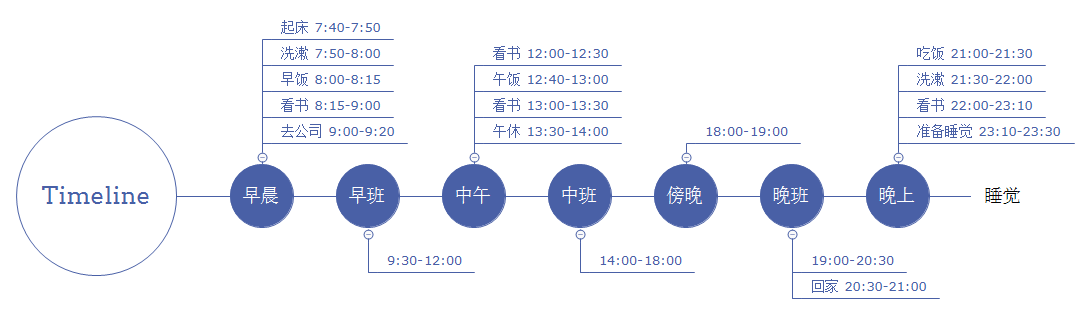 Timeline
早晨
起床 7:40-7:50
洗漱 7:50-8:00
早饭 8:00-8:15
看书 8:15-9:00
去公司 9:00-9:20
早班
9:30-12:00
中午
看书 12:00-12:30
午饭 12:40-13:00
看书 13:00-13:30
午休 13:30-14:00
中班
14:00-18:00
傍晚
18:00-19:00
晚班
19:00-20:30
回家 20:30-21:00
晚上
吃饭 21:00-21:30
洗漱 21:30-22:00
看书 22:00-23:10
准备睡觉 23:10-23:30
睡觉